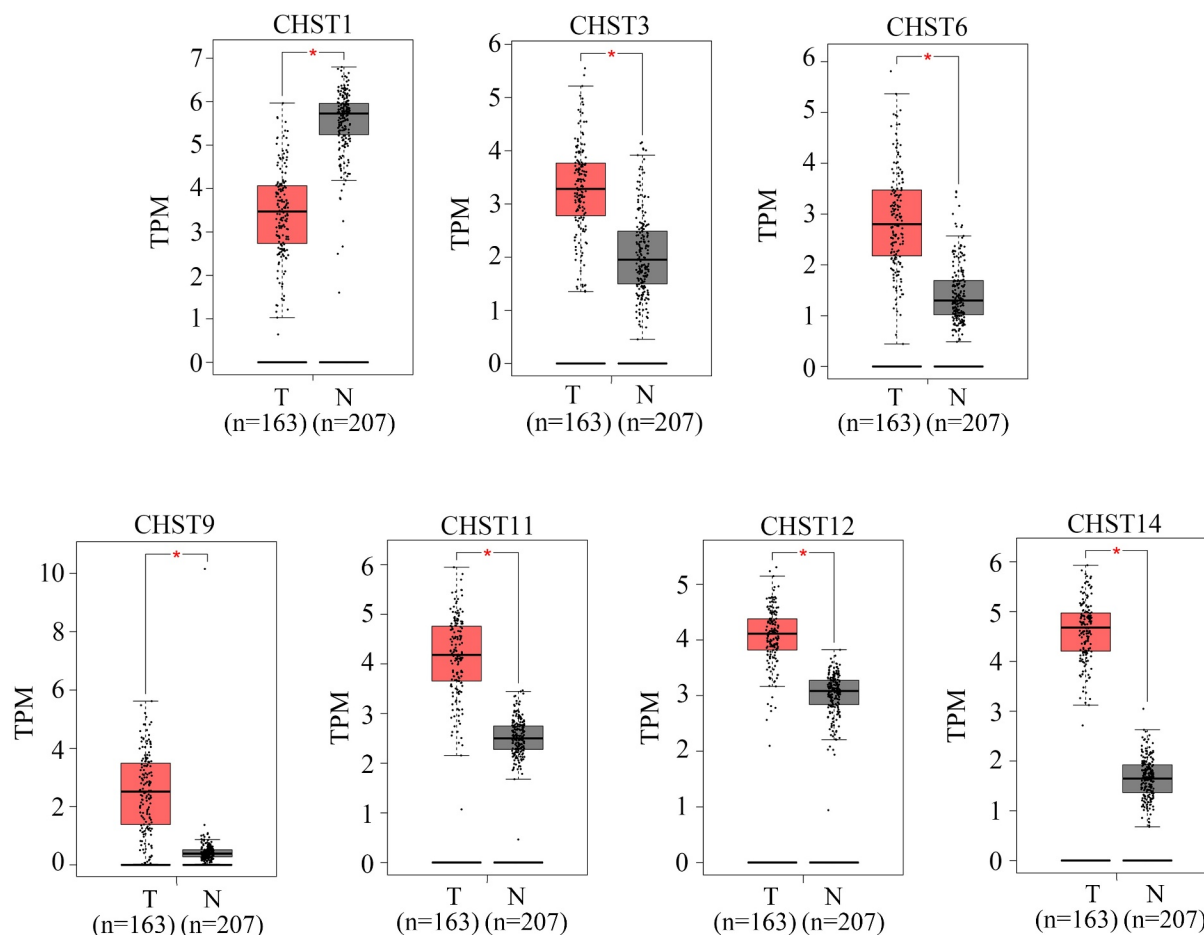 CHST1
CHST3
CHST6
TPM
7
6
5
4
3
2
1
0
*
T N
(n=163) (n=207)
TPM
6
5
4
3
2
1
0
*
T N
(n=163) (n=207)
TPM
6
5
4
3
2
1
0
*
T N
(n=163) (n=207)
CHST9
CHST11
CHST12
CHST14
TPM
10
8
6
4
2
0
*
T N
(n=163) (n=207)
TPM
6
5
4
3
2
1
0
*
T N
(n=163) (n=207)
TPM
5
4
3
2
1
0
*
T N
(n=163) (n=207)
TPM
6
5
4
3
2
1
0
*
T N
(n=163) (n=207)